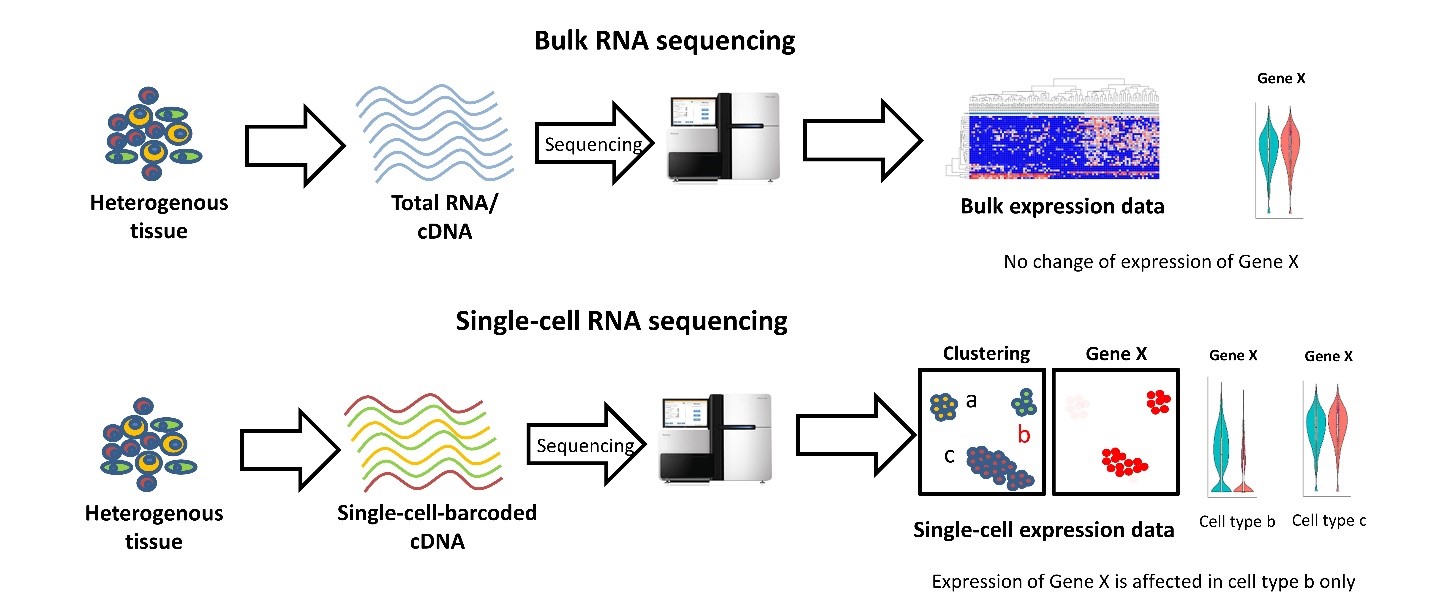 Bulk RNA sequencing
Gene X
Sequencing
Heterogenous
tissue
Total RNA/
cDNA
Bulk expression data
No change of expression of Gene X
Single-cell RNA sequencing
Clustering
Gene X
Gene X
Gene X
a
b
c
Sequencing
Heterogenous
tissue
Single-cell-barcoded
cDNA
Single-cell expression data
Cell type b
Cell type c
Expression of Gene X is affected in cell type b only